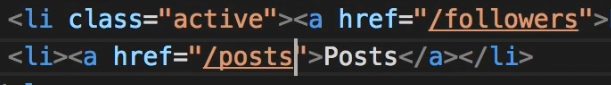 <li class="active"><a href="/followers">
<li><a href="/posts">Posts</a></li>